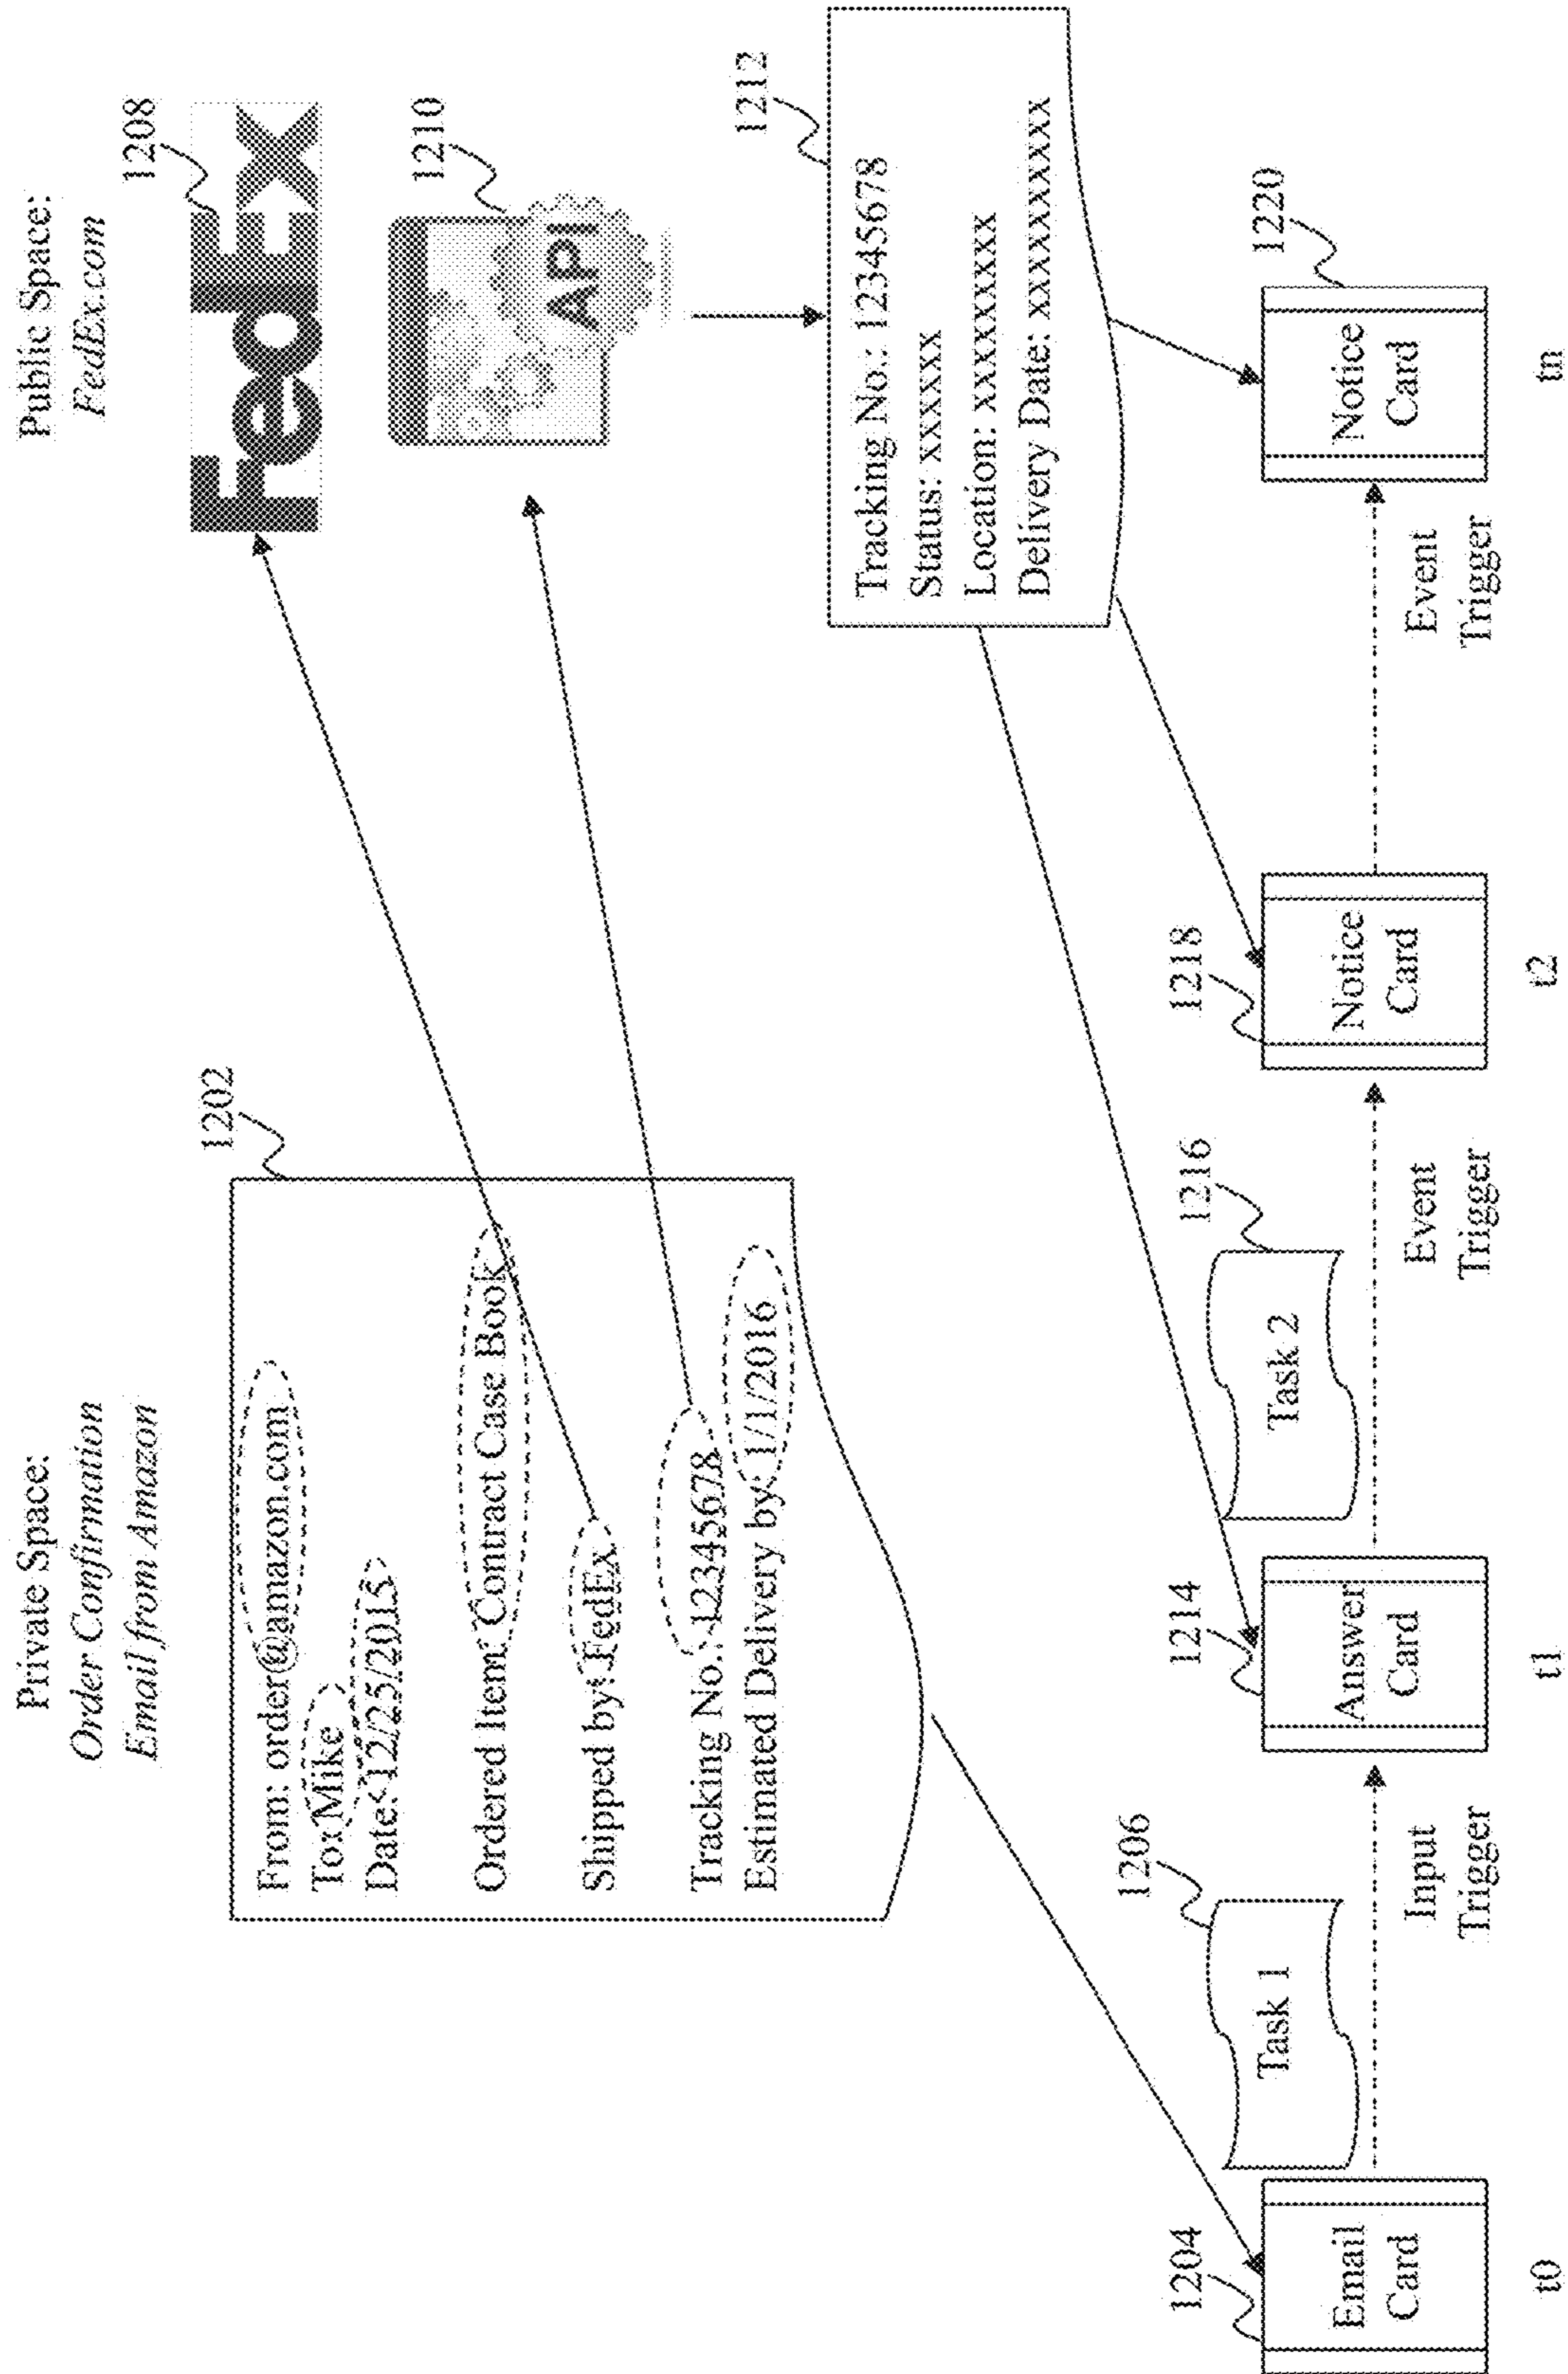 Private Space:
Order Confirmation
Email from Amazon
Public Space:
FedEx.com
1202
From: order@amazon.com
To: Mike
Date: 12/25/2015
Ordered Item: Contract Case Book
Shipped by: FedEx
Tracking No.: 12345678
Estimated Delivery by: 1/1/2016
1208
FedEx
1210
API
1212
Tracking No.: 12345678
Status: xxxxxx
Location: xxxxxxxxx
Delivery Date: xxxxxxxxxx
1204
Email
Card
t0
1206
Task 1
Input
Trigger
1214
Answer
Card
t1
1216
Task 2
Event
Trigger
1218
Notice
Card
t2
Event
Trigger
1220
Notice
Card
tn